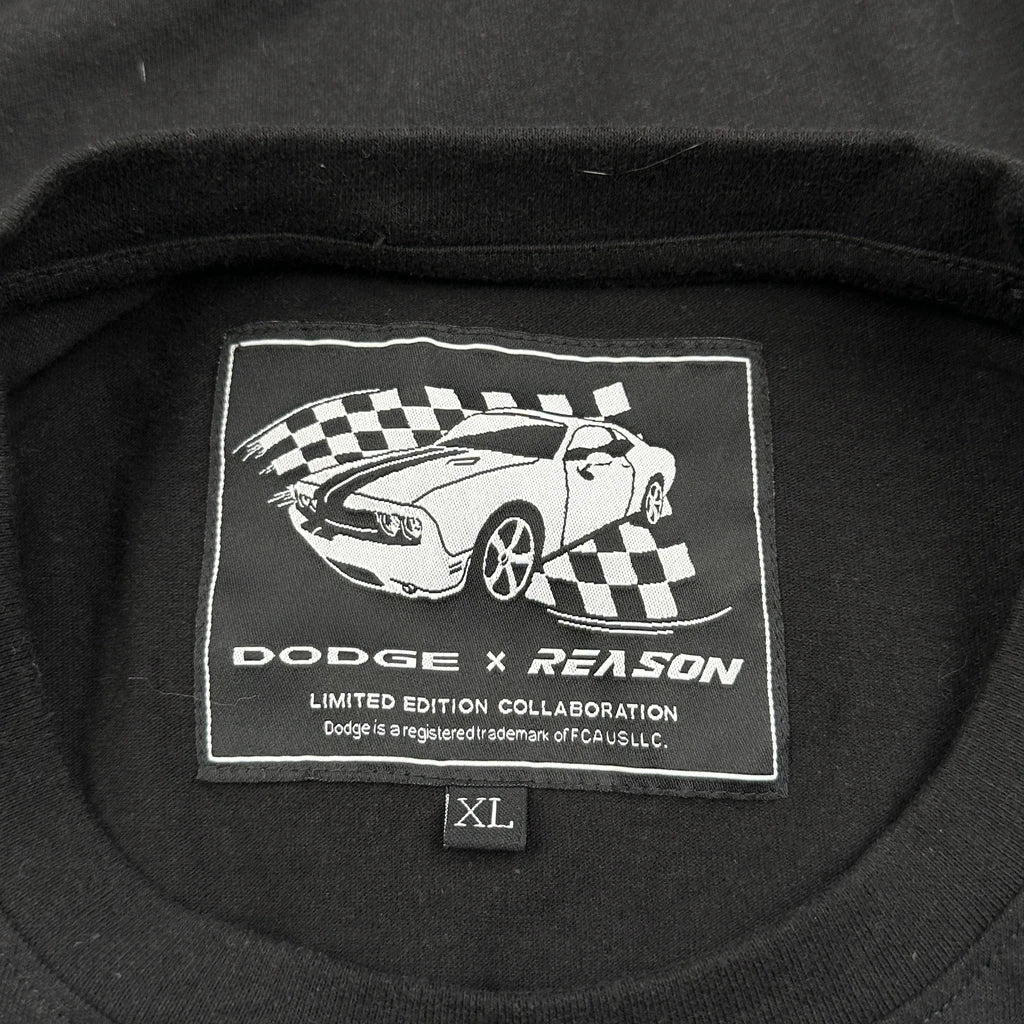 DODGE x REASON
LIMITED EDITION COLLABORATION
Dodge is a registered trademark of FCA US LLC.
XL